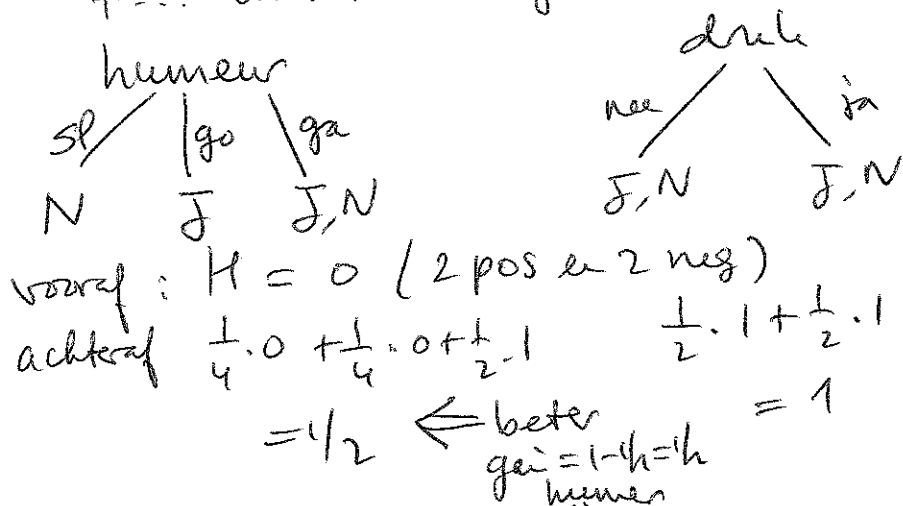 humeur druk
sl go ga nee ja
N J J,N J,N J,N
vooraf: H = 0 (2 pos en 2 neg)
achteraf 1/4 · 0 + 1/4 · 0 + 1/2 · 1 1/2 · 1 + 1/2 · 1
= 1/2 ⇐ beter = 1
gain = 1 - 1/2 = 1/2
humeur